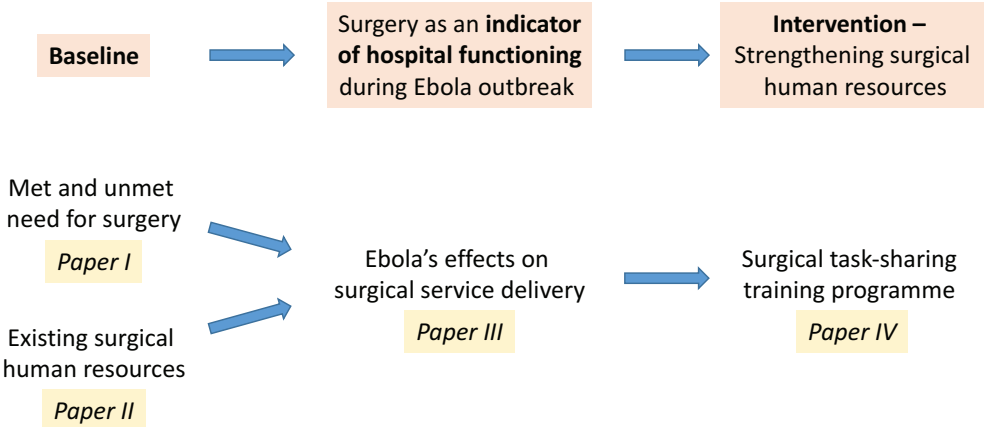 Baseline
Surgery as an indicator
of hospital functioning
during Ebola outbreak
Intervention –
Strengthening surgical
human resources
Met and unmet
need for surgery
Paper I
Existing surgical
human resources
Paper II
Ebola’s effects on
surgical service delivery
Paper III
Surgical task-sharing
training programme
Paper IV